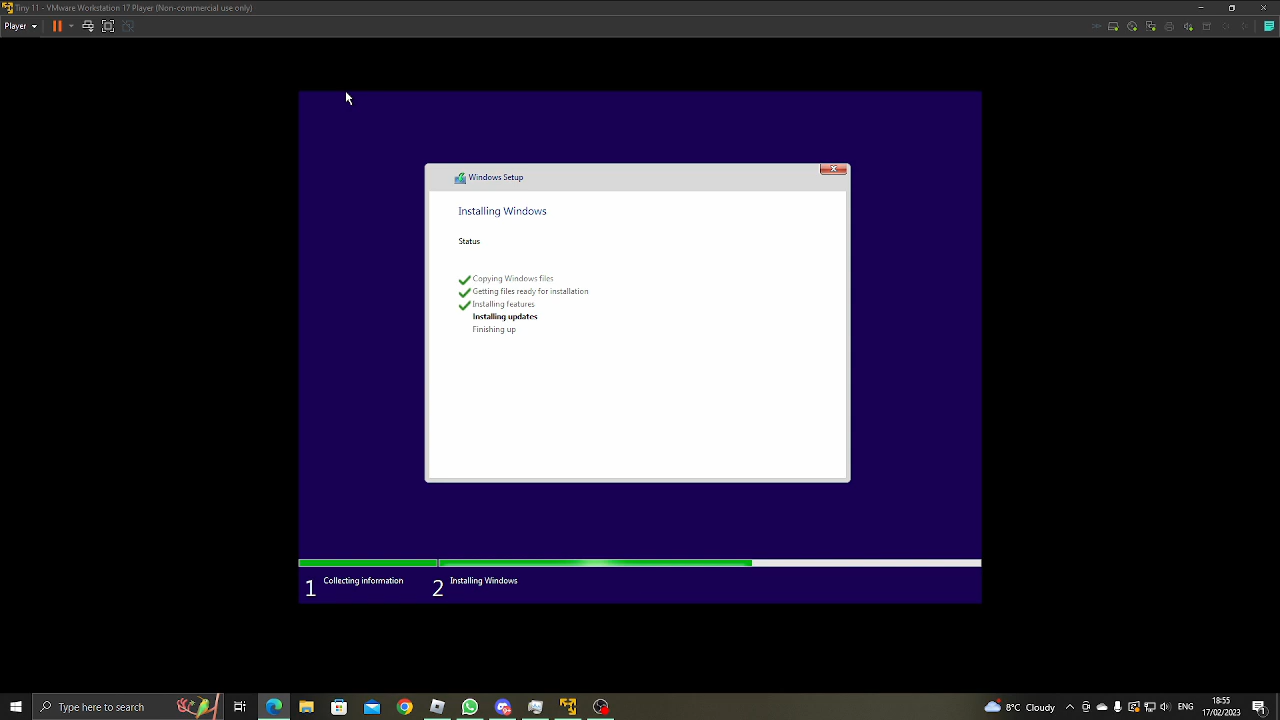 Tiny 11 - VMware Workstation 17 Player (Non-commercial use only)
Player
Windows Setup
Installing Windows
Status
Copying Windows files
Getting files ready for installation
Installing features
Installing updates
Finishing up
1 Collecting information
2 Installing Windows
Type here to search
8°C Cloudy
ENG
18:55
17/02/2023